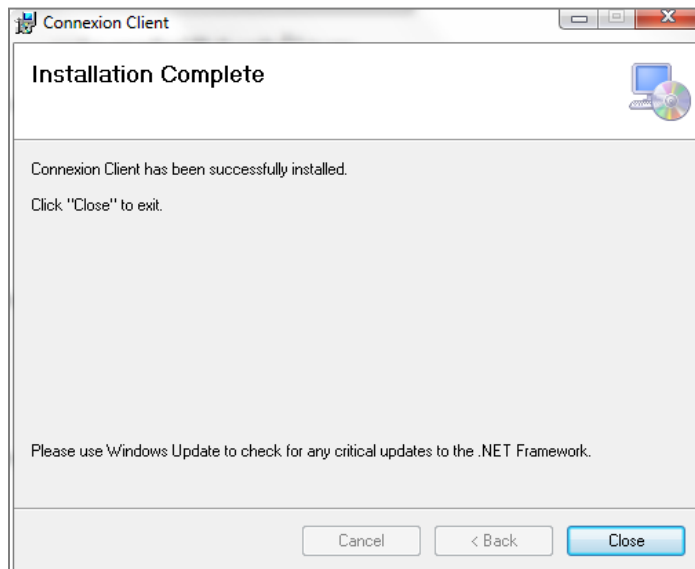 Connexion Client
Installation Complete
Connexion Client has been successfully installed.
Click "Close" to exit.
Please use Windows Update to check for any critical updates to the .NET Framework.
Cancel
< Back
Close